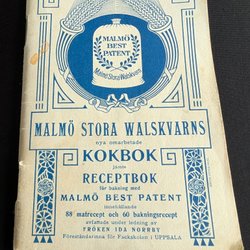 MALMÖ
BEST
PATENT
Malmö Stora Walskvarn
MALMÖ STORA WALSKVARNS
nya omarbetade
KOKBOK
jämte
RECEPTBOK
för bakning med
MALMÖ BEST PATENT
innehållande
88 matrecept och 60 bakningsrecept
avfattade under ledning av
FRÖKEN IDA NORRBY
Föreståndarinna för Fackskolan i UPPSALA